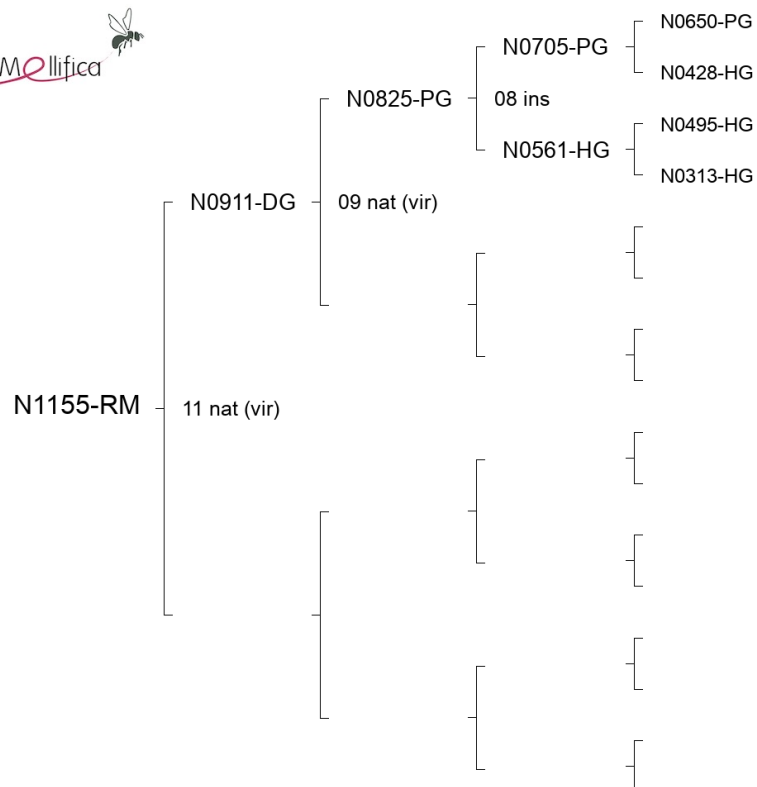 Mellifica
N0650-PG
N0705-PG
N0428-HG
N0825-PG
08 ins
N0495-HG
N0561-HG
N0313-HG
N0911-DG
09 nat (vir)
N1155-RM
11 nat (vir)